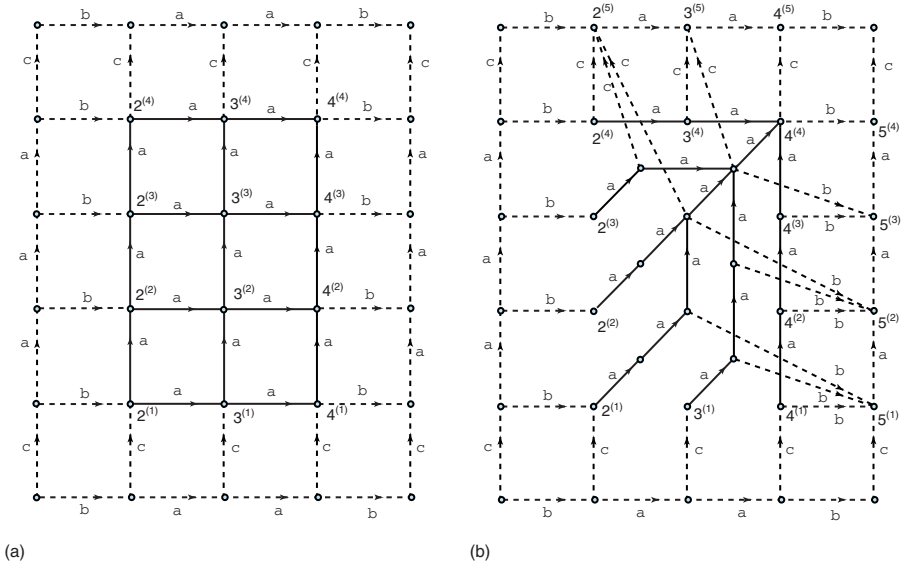 b a a b
c c c c c
b 2⁽⁴⁾ a 3⁽⁴⁾ a 4⁽⁴⁾ b
a a a a a
b 2⁽³⁾ a 3⁽³⁾ a 4⁽³⁾ b
a a a a a
b 2⁽²⁾ a 3⁽²⁾ a 4⁽²⁾ b
a a a a a
b a a b
2⁽¹⁾ 3⁽¹⁾ 4⁽¹⁾
c c c c c
b a a b
(a)
b 2⁽⁵⁾ a 3⁽⁵⁾ a 4⁽⁵⁾ b
c c c c c c
c
b a a b
2⁽⁴⁾ 3⁽⁴⁾ 4⁽⁴⁾ 5⁽⁴⁾
a a a a a
a a b
b a b
2⁽³⁾ 4⁽³⁾ 5⁽³⁾
a a a a a
b b
b b
2⁽²⁾ a a 4⁽²⁾ 5⁽²⁾
a a a a
a a b
b b
2⁽¹⁾ 3⁽¹⁾ 4⁽¹⁾ b 5⁽¹⁾
c c c c c
b a a b
(b)